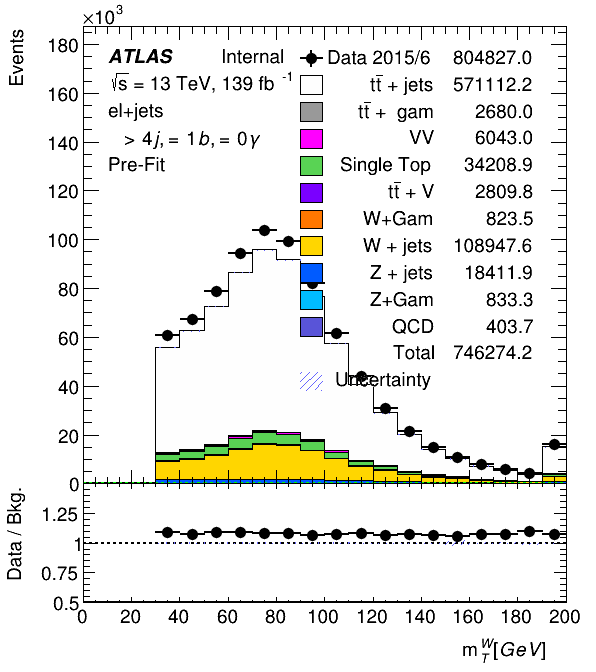 ×10³
Events
180
160
140
120
100
80
60
40
20
0
ATLAS Internal
√s = 13 TeV, 139 fb⁻¹
el+jets
> 4j, = 1b, = 0γ
Pre-Fit
Data 2015/6 804827.0
tt̄ + jets 571112.2
tt̄ + gam 2680.0
VV 6043.0
Single Top 34208.9
tt̄ + V 2809.8
W+Gam 823.5
W + jets 108947.6
Z + jets 18411.9
Z+Gam 833.3
QCD 403.7
Total 746274.2
Uncertainty
Data / Bkg.
1.25
1
0.75
0.5
0 20 40 60 80 100 120 140 160 180 200
m_T^W[GeV]